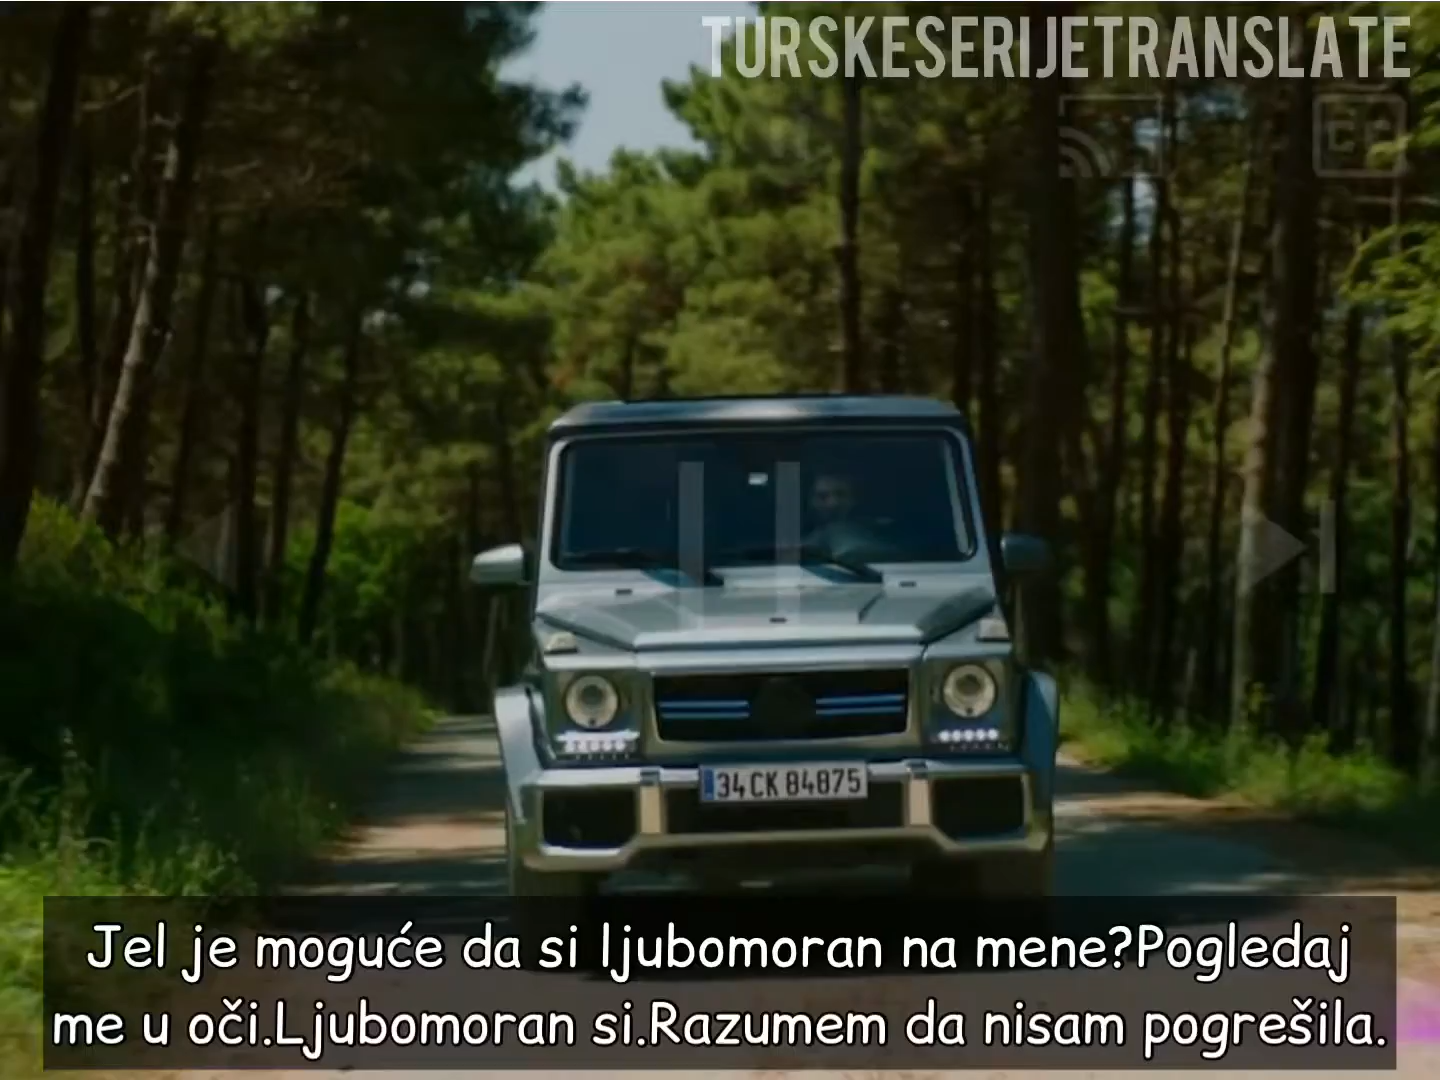 TURSKESERIJETRANSLATE
CC
34 CK 84875
Jel je moguće da si ljubomoran na mene?Pogledaj
me u oči.Ljubomoran si.Razumem da nisam pogrešila.